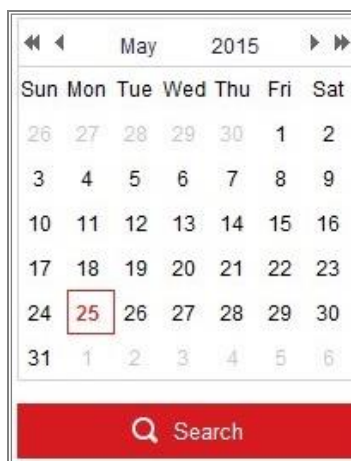 May 2015
Sun Mon Tue Wed Thu Fri Sat
26 27 28 29 30 1 2
3 4 5 6 7 8 9
10 11 12 13 14 15 16
17 18 19 20 21 22 23
24 25 26 27 28 29 30
31 1 2 3 4 5 6
Search